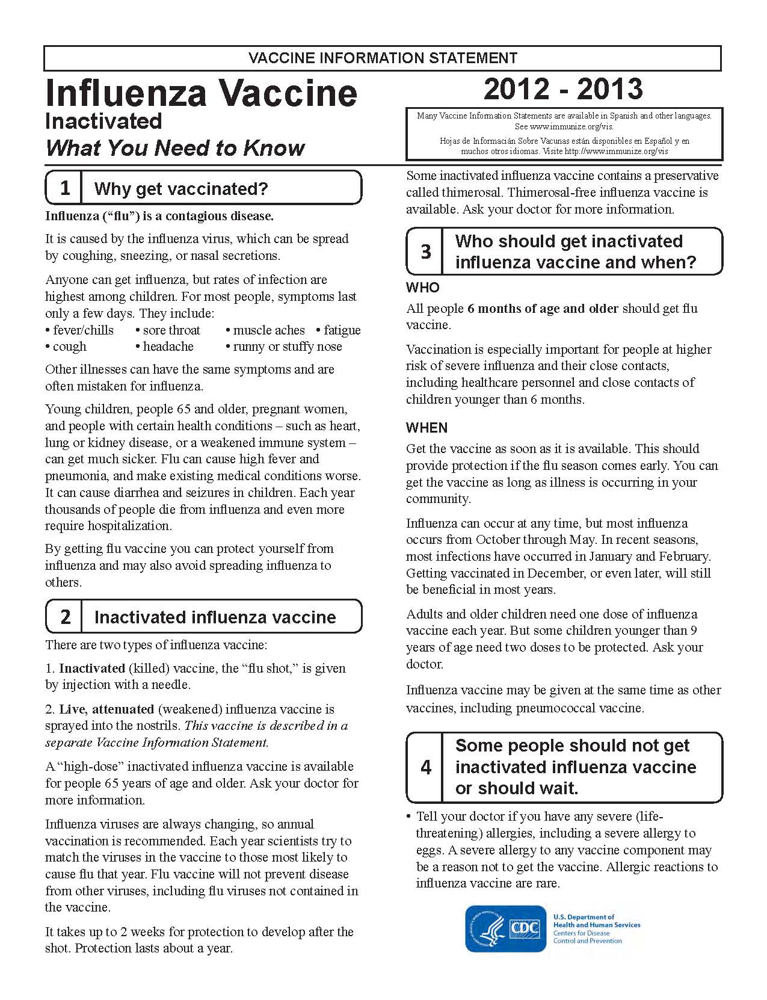 VACCINE INFORMATION STATEMENT
Influenza Vaccine
Inactivated
What You Need to Know
2012 - 2013
Many Vaccine Information Statements are available in Spanish and other languages.
See www.immunize.org/vis.
Hojas de Informacián Sobre Vacunas están disponibles en Español y en
muchos otros idiomas. Visite http://www.immunize.org/vis
1 Why get vaccinated?
Influenza (“flu”) is a contagious disease.
It is caused by the influenza virus, which can be spread
by coughing, sneezing, or nasal secretions.
Anyone can get influenza, but rates of infection are
highest among children. For most people, symptoms last
only a few days. They include:
• fever/chills • sore throat • muscle aches • fatigue
• cough • headache • runny or stuffy nose
Other illnesses can have the same symptoms and are
often mistaken for influenza.
Young children, people 65 and older, pregnant women,
and people with certain health conditions – such as heart,
lung or kidney disease, or a weakened immune system –
can get much sicker. Flu can cause high fever and
pneumonia, and make existing medical conditions worse.
It can cause diarrhea and seizures in children. Each year
thousands of people die from influenza and even more
require hospitalization.
By getting flu vaccine you can protect yourself from
influenza and may also avoid spreading influenza to
others.
2 Inactivated influenza vaccine
There are two types of influenza vaccine:
1. Inactivated (killed) vaccine, the “flu shot,” is given
by injection with a needle.
2. Live, attenuated (weakened) influenza vaccine is
sprayed into the nostrils. This vaccine is described in a
separate Vaccine Information Statement.
A “high-dose” inactivated influenza vaccine is available
for people 65 years of age and older. Ask your doctor for
more information.
Influenza viruses are always changing, so annual
vaccination is recommended. Each year scientists try to
match the viruses in the vaccine to those most likely to
cause flu that year. Flu vaccine will not prevent disease
from other viruses, including flu viruses not contained in
the vaccine.
It takes up to 2 weeks for protection to develop after the
shot. Protection lasts about a year.
Some inactivated influenza vaccine contains a preservative
called thimerosal. Thimerosal-free influenza vaccine is
available. Ask your doctor for more information.
3 Who should get inactivated
influenza vaccine and when?
WHO
All people 6 months of age and older should get flu
vaccine.
Vaccination is especially important for people at higher
risk of severe influenza and their close contacts,
including healthcare personnel and close contacts of
children younger than 6 months.
WHEN
Get the vaccine as soon as it is available. This should
provide protection if the flu season comes early. You can
get the vaccine as long as illness is occurring in your
community.
Influenza can occur at any time, but most influenza
occurs from October through May. In recent seasons,
most infections have occurred in January and February.
Getting vaccinated in December, or even later, will still
be beneficial in most years.
Adults and older children need one dose of influenza
vaccine each year. But some children younger than 9
years of age need two doses to be protected. Ask your
doctor.
Influenza vaccine may be given at the same time as other
vaccines, including pneumococcal vaccine.
4 Some people should not get
inactivated influenza vaccine
or should wait.
• Tell your doctor if you have any severe (life-
threatening) allergies, including a severe allergy to
eggs. A severe allergy to any vaccine component may
be a reason not to get the vaccine. Allergic reactions to
influenza vaccine are rare.
CDC
U.S. Department of
Health and Human Services
Centers for Disease
Control and Prevention